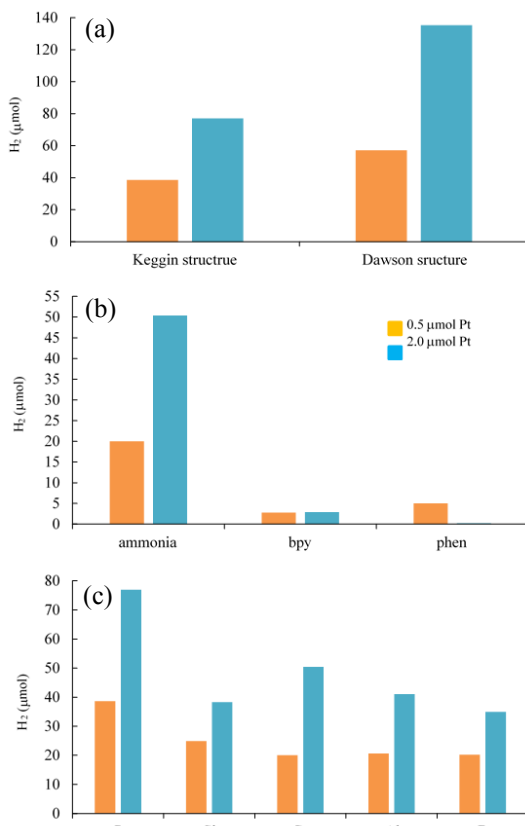 (a)
140
120
100
80
60
40
20
0
H₂ (μmol)
Keggin structrue
Dawson sructure
(b)
55
50
45
40
35
30
25
20
15
10
5
0
H₂ (μmol)
0.5 μmol Pt
2.0 μmol Pt
ammonia
bpy
phen
(c)
80
70
60
50
40
30
20
10
0
H₂ (μmol)